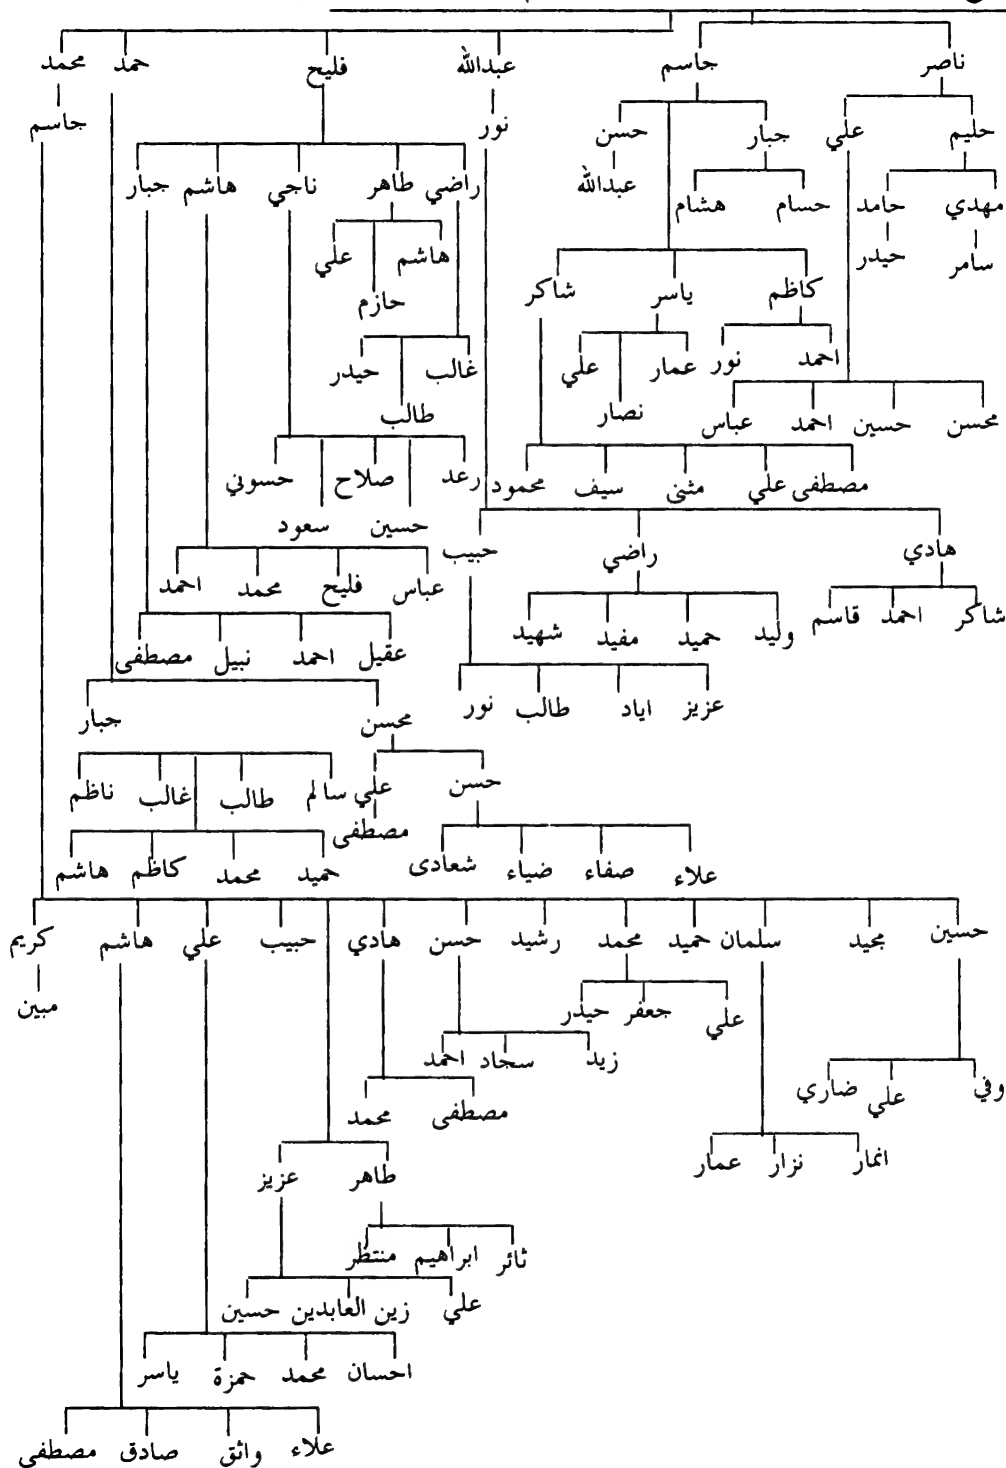 ناصر جاسم عبدالله فليح حمد محمد
حليم علي جبار حسن نور جاسم
مهدي حامد حسام هشام عبدالله راضي طاهر ناجي هاشم جبار
سامر حيدر هاشم علي
كاظم ياسر شاكر حازم
احمد نور عمار علي غالب حيدر
نصار طالب
محسن حسين احمد عباس
مصطفى علي مثنى سيف محمود رعد صلاح حسوني
حسين سعود
هادي راضي حبيب
عباس فليح محمد احمد
شاكر احمد قاسم وليد حميد مفيد شهيد
عقيل احمد نبيل مصطفى
عزيز اياد طالب نور محسن جبار
حسن علي سالم طالب غالب ناظم
مصطفى
علاء صفاء ضياء شعادى حميد محمد كاظم هاشم
حسين مجيد سلمان حميد محمد رشيد حسن هادي حبيب علي هاشم كريم
علي جعفر حيدر مبين
زيد سجاد احمد
وفي علي ضاري
مصطفى محمد
انمار نزار عمار
طاهر عزيز
ثائر ابراهيم منتظر
علي زين العابدين حسين
احسان محمد حمزة ياسر
علاء واثق صادق مصطفى